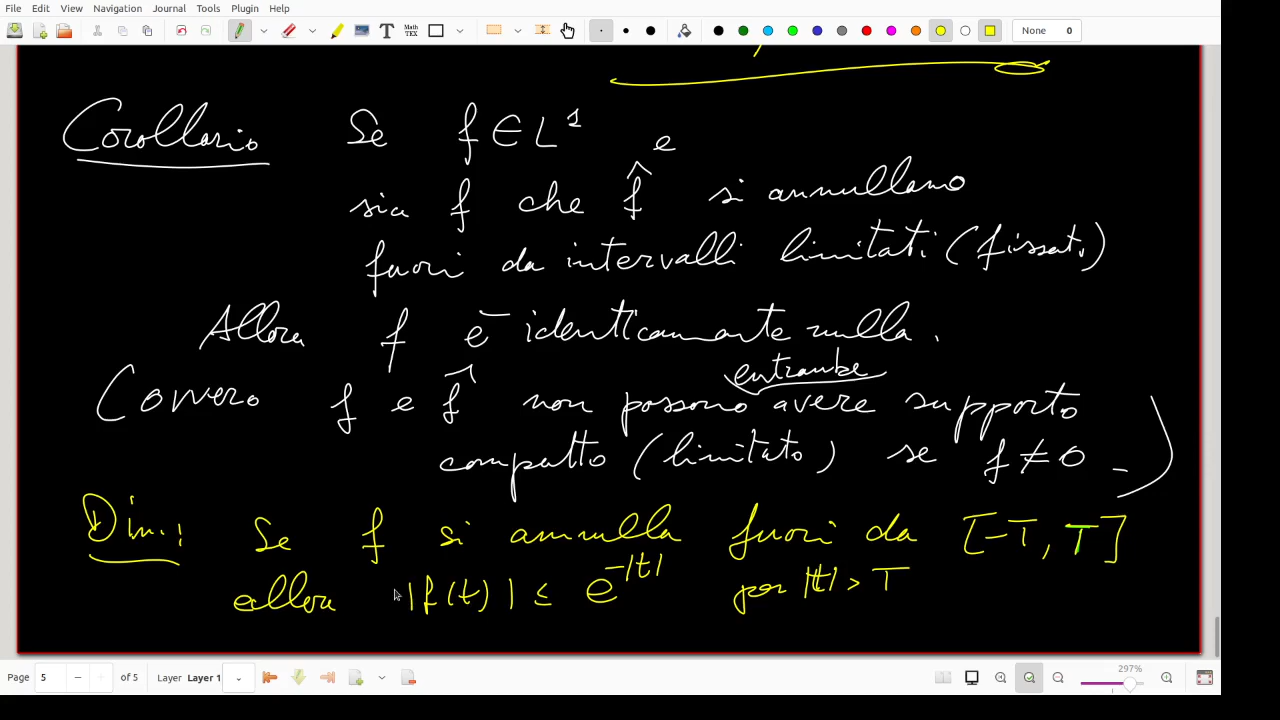 File Edit View Navigation Journal Tools Plugin Help
T Math TEX None 0
Corollario Se f ∈ L¹ e
sia f che f̂ si annullano
fuori da intervalli limitati (fissati)
Allora f è identicamente nulla.
entrambe
(ovvero f e f̂ non possono avere supporto
compatto (limitato) se f ≠ 0 -)
Dim.: Se f si annulla fuori da [-T, T]
allora |f(t)| ≤ e^{-|t|} per |t| > T
Page 5 of 5 Layer Layer 1 297%